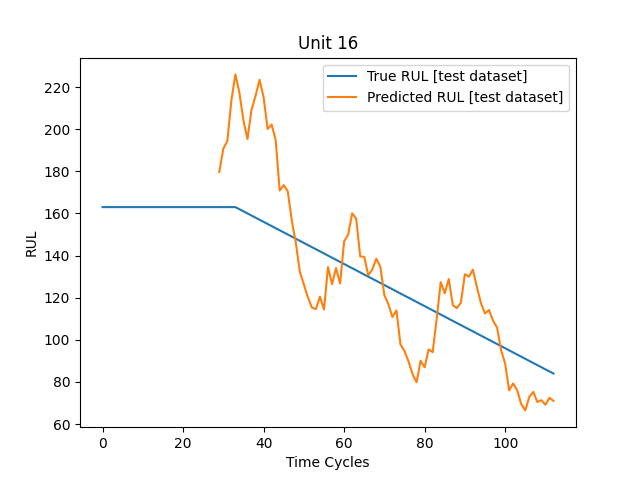 Unit 16
True RUL [test dataset]
Predicted RUL [test dataset]
220
200
180
160
140
120
100
80
60
RUL
0 20 40 60 80 100
Time Cycles